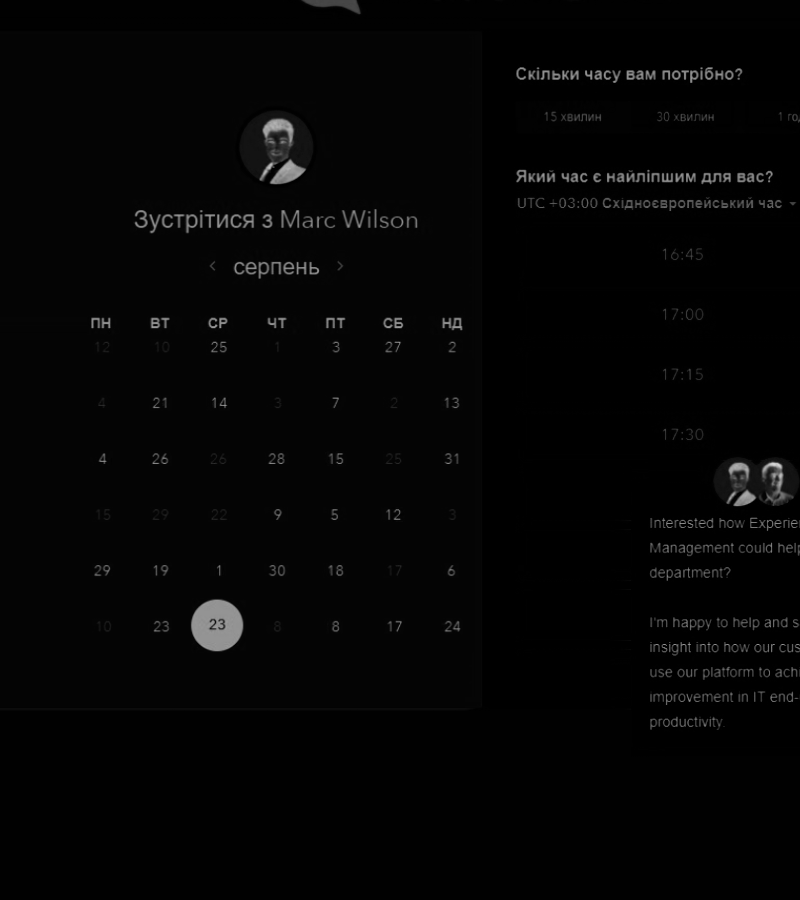 Зустрітися з Marc Wilson
серпень
ПН ВТ СР ЧТ ПТ СБ НД
12 10 25 1 3 27 2
4 21 14 3 7 2 13
4 26 26 28 15 25 31
15 29 22 9 5 12 3
29 19 1 30 18 17 6
10 23 23 8 8 17 24
Скільки часу вам потрібно?
15 хвилин 30 хвилин 1 го
Який час є найліпшим для вас?
UTC +03:00 Східноєвропейський час
16:45
17:00
17:15
17:30
Interested how Experie
Management could help
department?
I'm happy to help and s
insight into how our cus
use our platform to achi
improvement in IT end-
productivity.